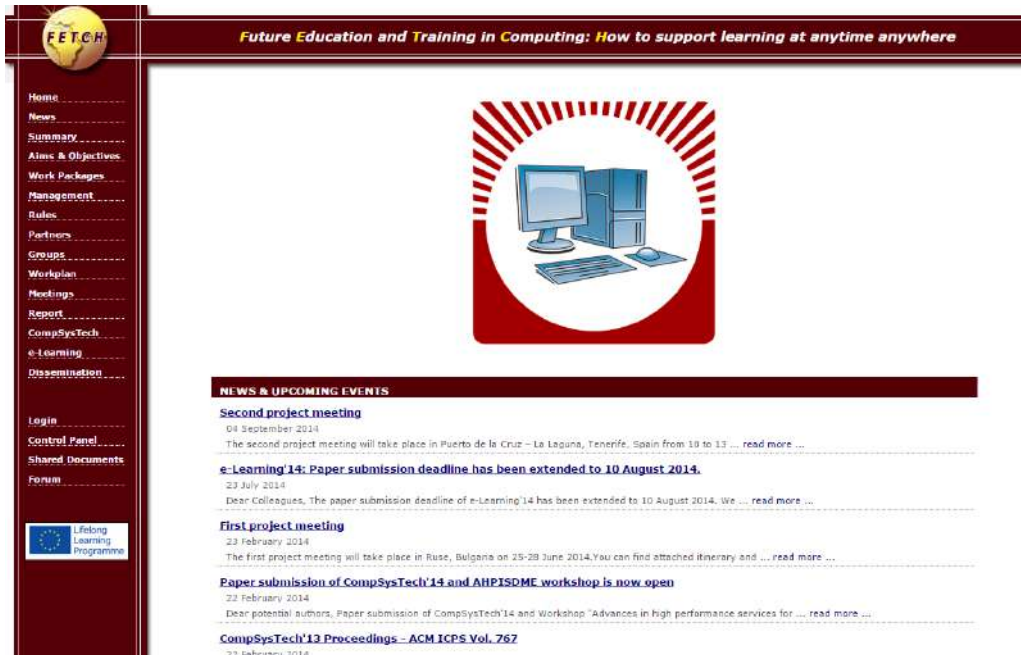 FETCH
Future Education and Training in Computing: How to support learning at anytime anywhere
Home
News
Summary
Aims & Objectives
Work Packages
Management
Rules
Partners
Groups
Workplan
Meetings
Report
CompSysTech
e-Learning
Dissemination
Login
Control Panel
Shared Documents
Forum
Lifelong
Learning
Programme
NEWS & UPCOMING EVENTS
Second project meeting
04 September 2014
The second project meeting will take place in Puerto de la Cruz – La Laguna, Tenerife, Spain from 10 to 13 ... read more ...
e-Learning'14: Paper submission deadline has been extended to 10 August 2014.
23 July 2014
Dear Colleagues, The paper submission deadline of e-Learning'14 has been extended to 10 August 2014. We ... read more ...
First project meeting
23 February 2014
The first project meeting will take place in Ruse, Bulgaria on 25-28 June 2014.You can find attached itinerary and ... read more ...
Paper submission of CompSysTech'14 and AHPISDME workshop is now open
22 February 2014
Dear potential authors, Paper submission of CompSysTech'14 and Workshop "Advances in high performance services for ... read more ...
CompSysTech'13 Proceedings - ACM ICPS Vol. 767
22 February 2014